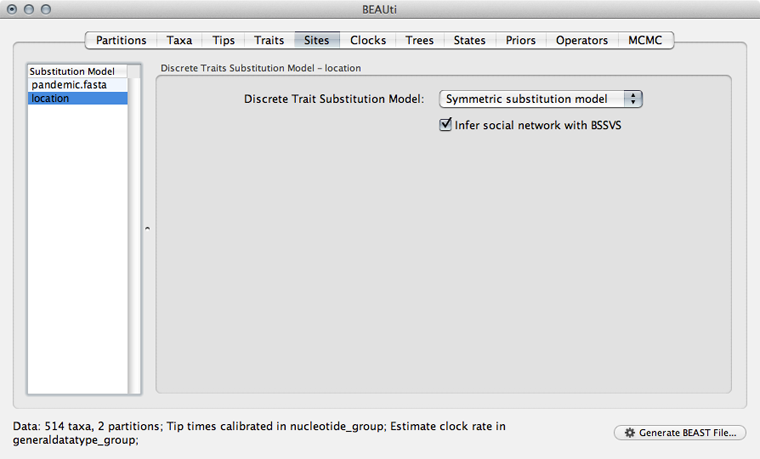 BEAUti
Partitions Taxa Tips Traits Sites Clocks Trees States Priors Operators MCMC
Substitution Model
pandemic.fasta
location
Discrete Traits Substitution Model - location
Discrete Trait Substitution Model: Symmetric substitution model
Infer social network with BSSVS
Data: 514 taxa, 2 partitions; Tip times calibrated in nucleotide_group; Estimate clock rate in
generaldatatype_group;
Generate BEAST File...